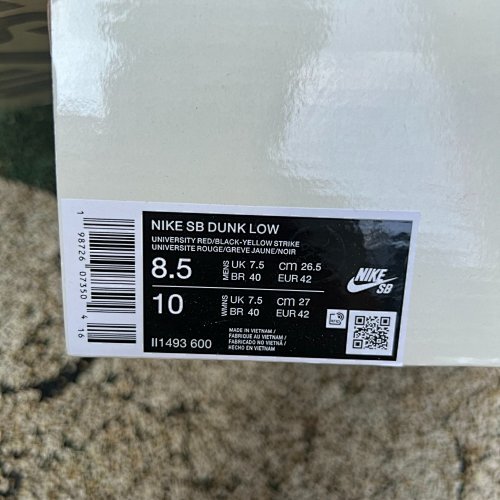 NIKE SB DUNK LOW
UNIVERSITY RED/BLACK-YELLOW STRIKE
UNIVERSITE ROUGE/GREVE JAUNE/NOIR
8.5 MENS UK 7.5 CM 26.5
BR 40 EUR 42
10 WMNS UK 7.5 CM 27
BR 40 EUR 42
NIKE SB
MADE IN VIETNAM /
FABRIQUE AU VIETNAM /
FABRICADO NO VIETNÃ /
HECHO EN VIETNAM
II1493 600
1 98726 07350 4 16